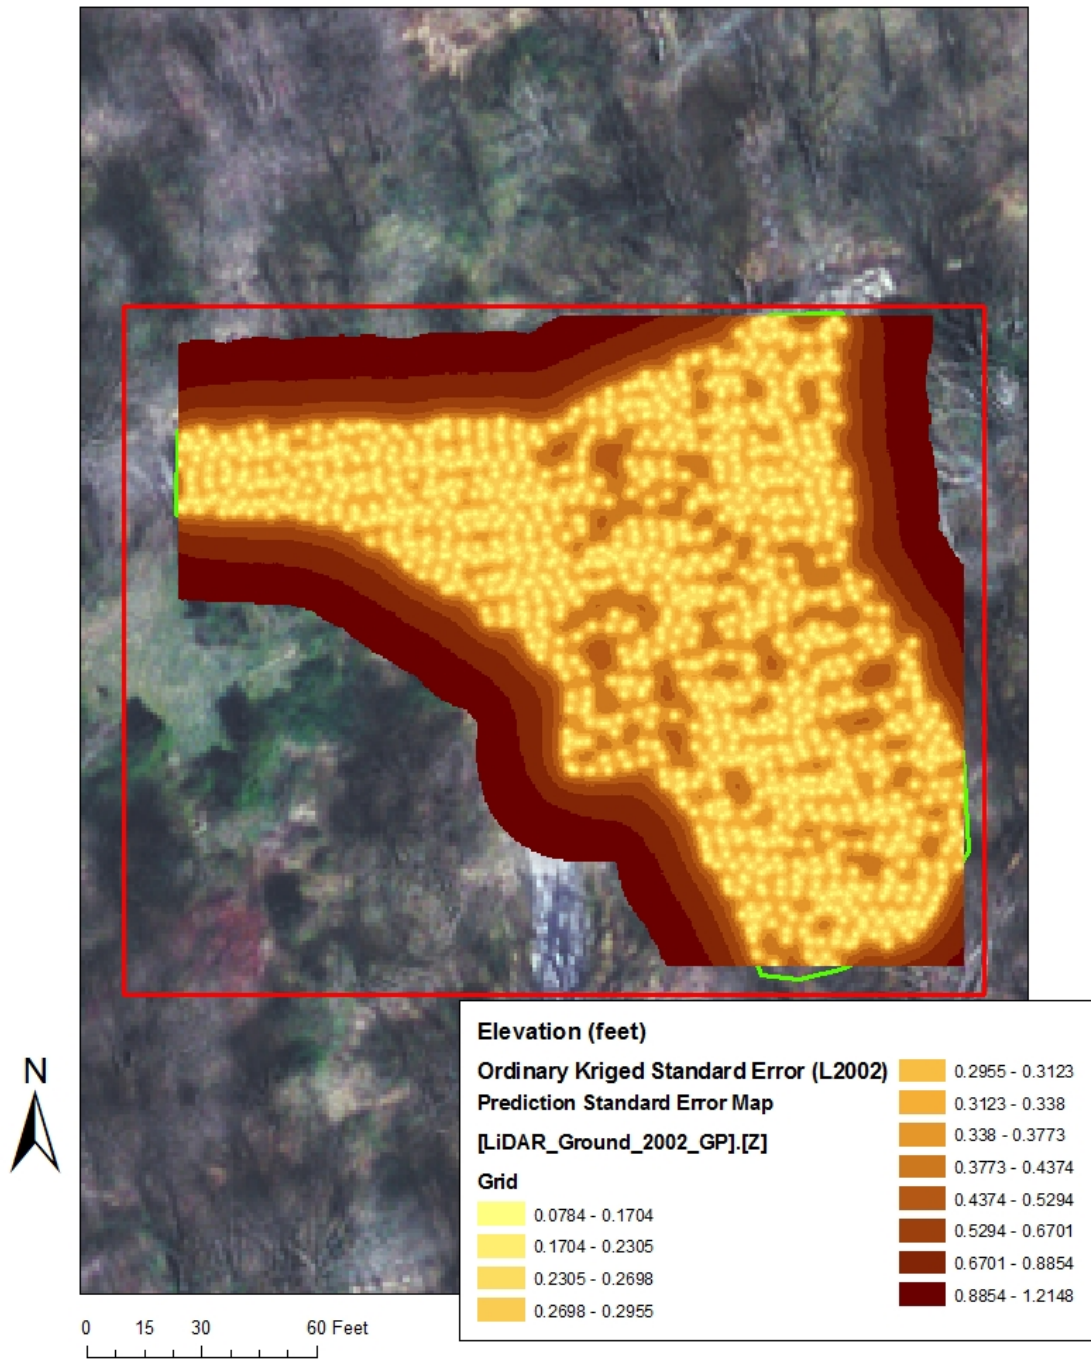 N
0 15 30 60 Feet
Elevation (feet)
Ordinary Kriged Standard Error (L2002)
Prediction Standard Error Map
[LiDAR_Ground_2002_GP].[Z]
Grid
0.0784 - 0.1704
0.1704 - 0.2305
0.2305 - 0.2698
0.2698 - 0.2955
0.2955 - 0.3123
0.3123 - 0.338
0.338 - 0.3773
0.3773 - 0.4374
0.4374 - 0.5294
0.5294 - 0.6701
0.6701 - 0.8854
0.8854 - 1.2148